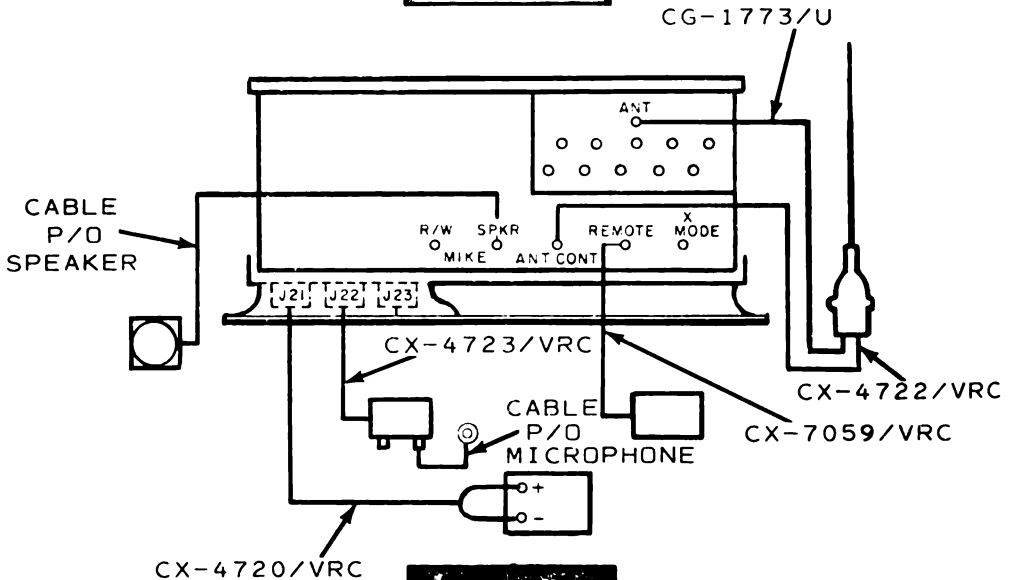 CG-1773/U
ANT
CABLE
P/O
SPEAKER
R/W
SPKR
MIKE
ANT CONT
REMOTE
X
MODE
J21
J22
J23
CX-4723/VRC
CX-4722/VRC
CX-7059/VRC
CABLE
P/O
MICROPHONE
+
-
CX-4720/VRC